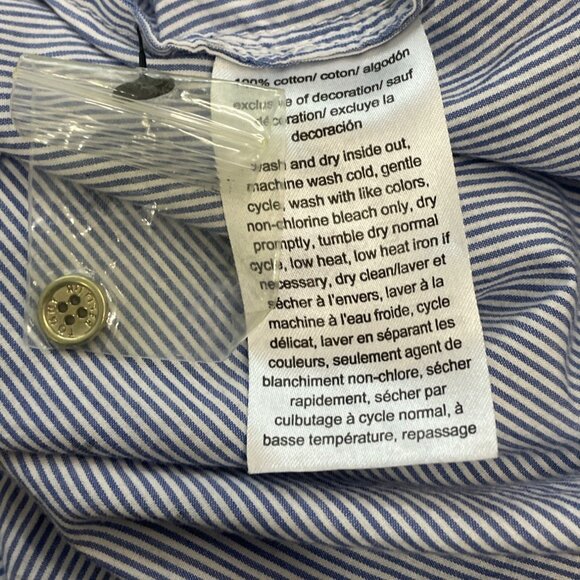 100% cotton/ coton/ algodón
exclusive of decoration/ sauf
décoration/ excluye la
decoración
wash and dry inside out,
machine wash cold, gentle
cycle, wash with like colors,
non-chlorine bleach only, dry
promptly, tumble dry normal
cycle, low heat, low heat iron if
necessary, dry clean/laver et
sécher à l'envers, laver à la
machine à l'eau froide, cycle
délicat, laver en séparant les
couleurs, seulement agent de
blanchiment non-chlore, sécher
rapidement, sécher par
culbutage à cycle normal, à
basse température, repassage